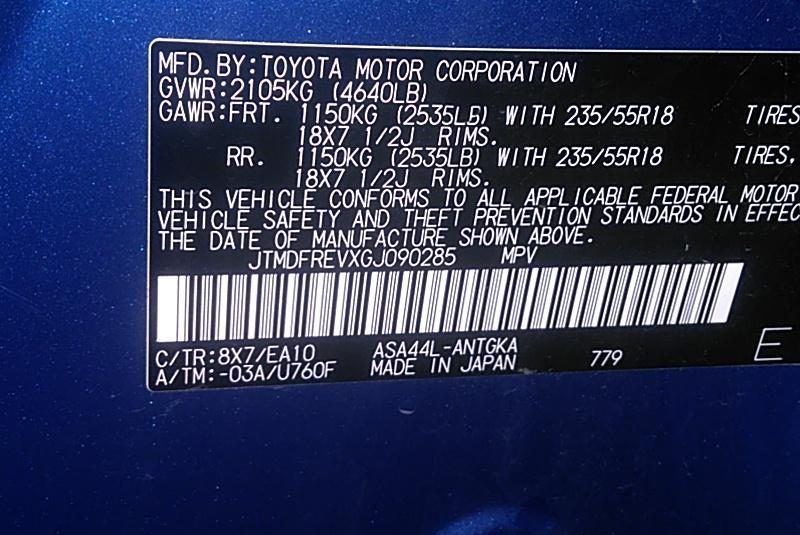 MFD. BY: TOYOTA MOTOR CORPORATION
GVWR: 2105KG (4640LB)
GAWR: FRT. 1150KG (2535LB) WITH 235/55R18 TIRES
18X7 1/2J RIMS.
RR. 1150KG (2535LB) WITH 235/55R18 TIRES,
18X7 1/2J RIMS.
THIS VEHICLE CONFORMS TO ALL APPLICABLE FEDERAL MOTOR
VEHICLE SAFETY AND THEFT PREVENTION STANDARDS IN EFFEC
THE DATE OF MANUFACTURE SHOWN ABOVE.
JTMDFREVXGJ090285 MPV
C/TR: 8X7/EA10 ASA44L-ANTGKA 779 E
A/TM: -03A/U760F MADE IN JAPAN